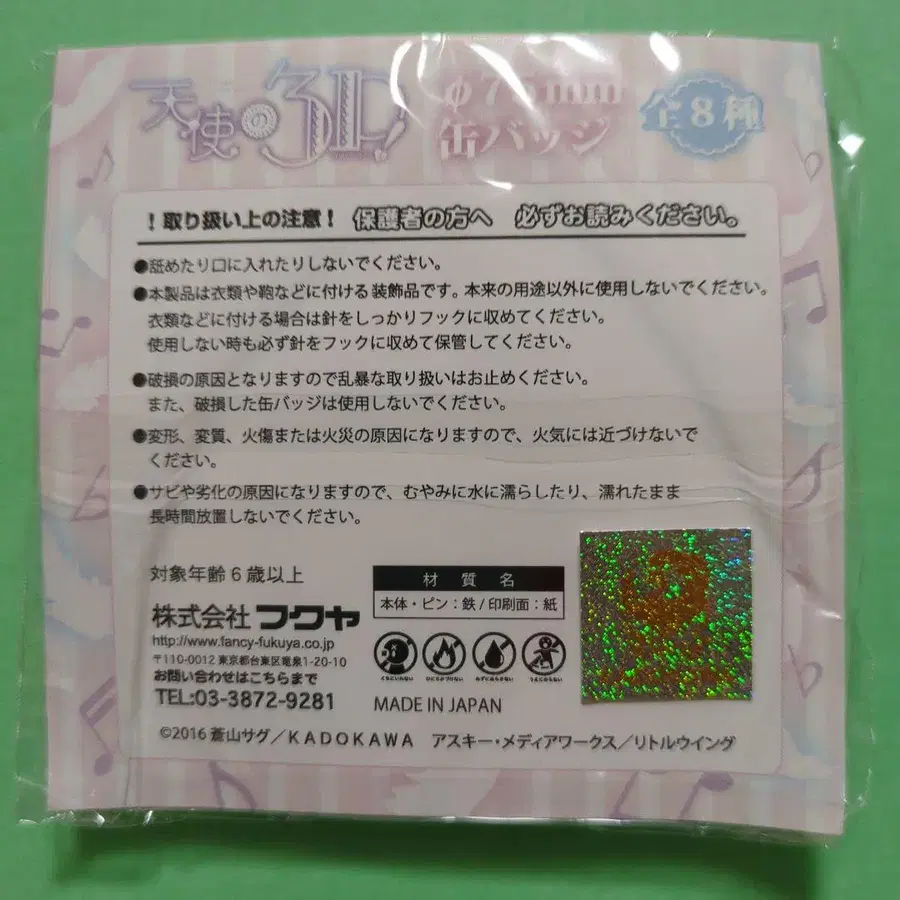 天使の3P!
φ75mm
缶バッジ
全8種
！取り扱い上の注意！ 保護者の方へ 必ずお読みください。
●舐めたり口に入れたりしないでください。
●本製品は衣類や鞄などに付ける装飾品です。本来の用途以外に使用しないでください。
衣類などに付ける場合は針をしっかりフックに収めてください。
使用しない時も必ず針をフックに収めて保管してください。
●破損の原因となりますので乱暴な取り扱いはお止めください。
また、破損した缶バッジは使用しないでください。
●変形、変質、火傷または火災の原因になりますので、火気には近づけないで
ください。
●サビや劣化の原因になりますので、むやみに水に濡らしたり、濡れたまま
長時間放置しないでください。
対象年齢6歳以上
株式会社フクヤ
http://www.fancy-fukuya.co.jp
〒110-0012 東京都台東区竜泉1-20-10
お問い合わせはこちらまで
TEL:03-3872-9281
材質名
本体・ピン：鉄/印刷面：紙
MADE IN JAPAN
©2016 蒼山サグ／KADOKAWA アスキー・メディアワークス／リトルウイング